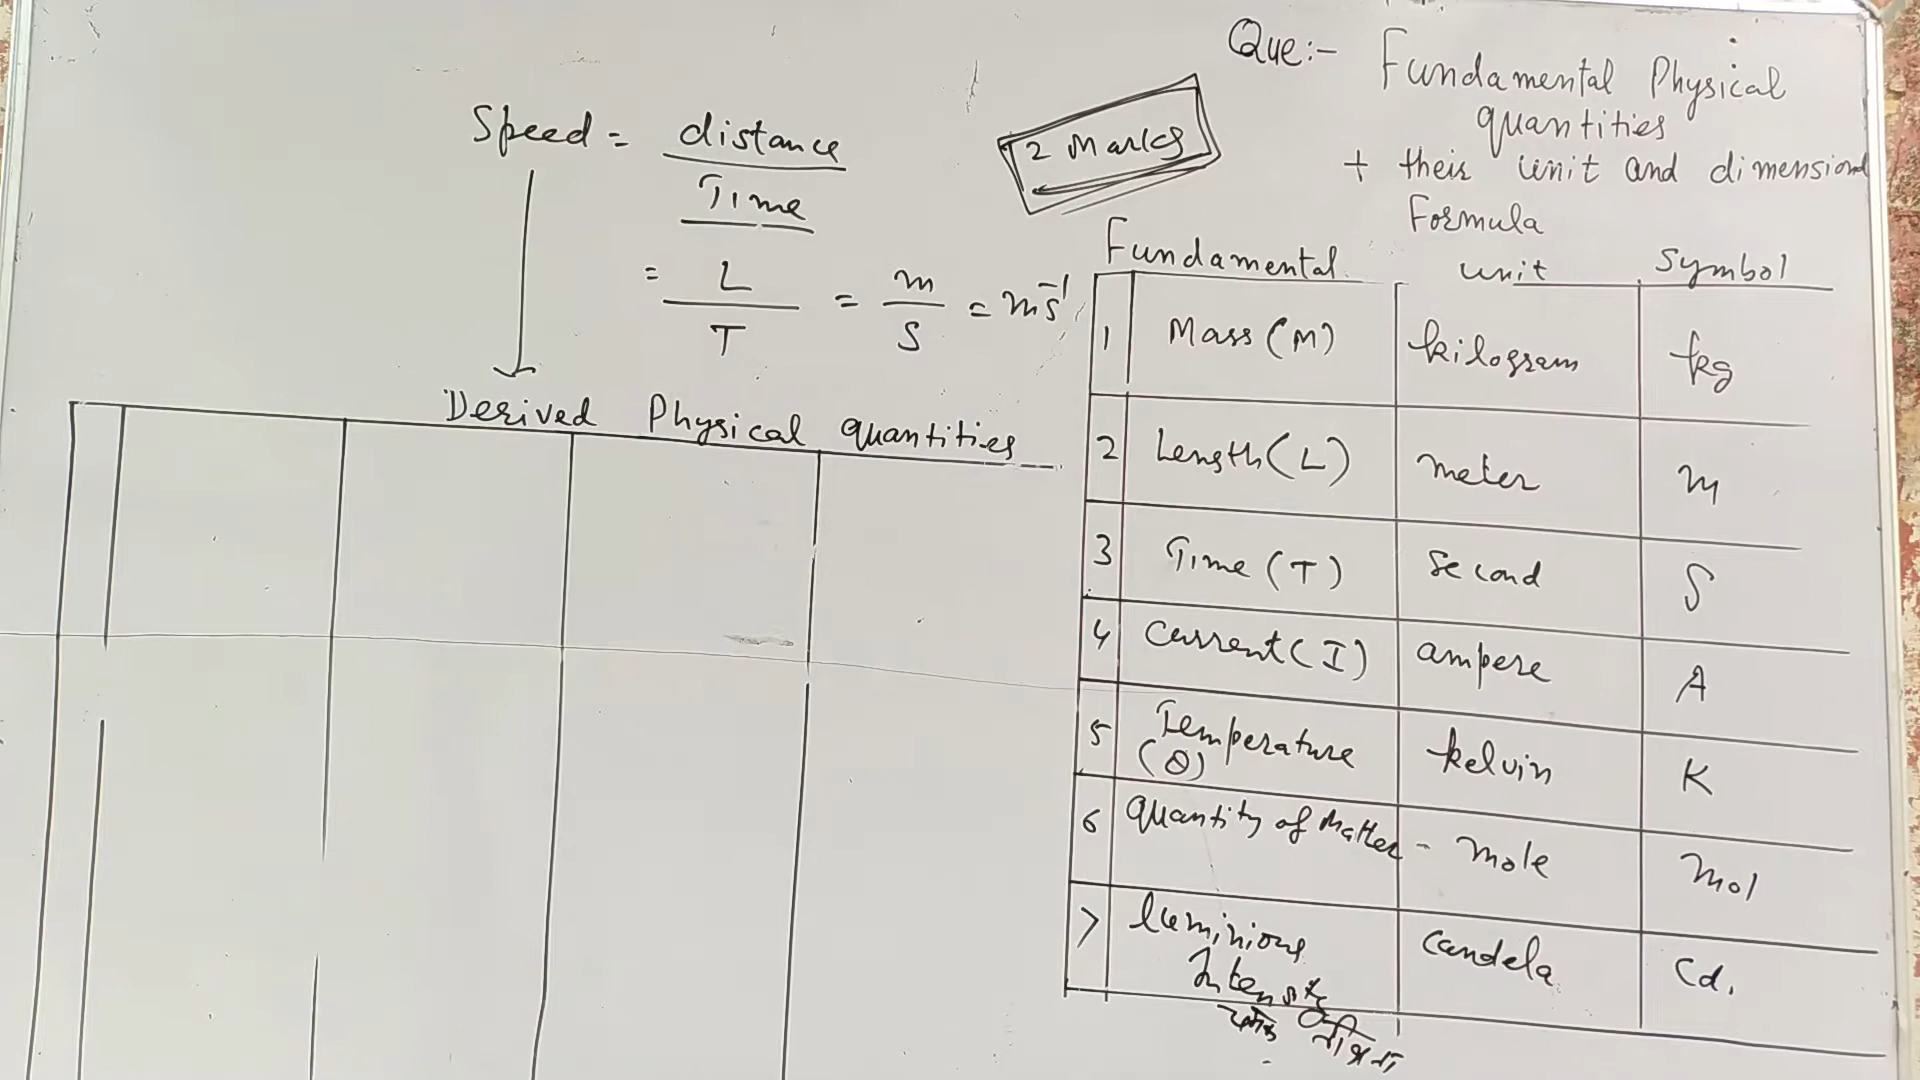 Que:- Fundamental Physical
quantities
+ their unit and dimensional
Formula
2 Marks
Speed = distance
Time
= L = m = ms⁻¹
T S
Derived Physical quantities
Fundamental unit Symbol
1 Mass (M) kilogram kg
2 Length (L) meter m
3 Time (T) Second S
4 Current (I) ampere A
5 Temperature (θ) kelvin K
6 Quantity of Matter - mole mol
7 luminious Intensity candela Cd.